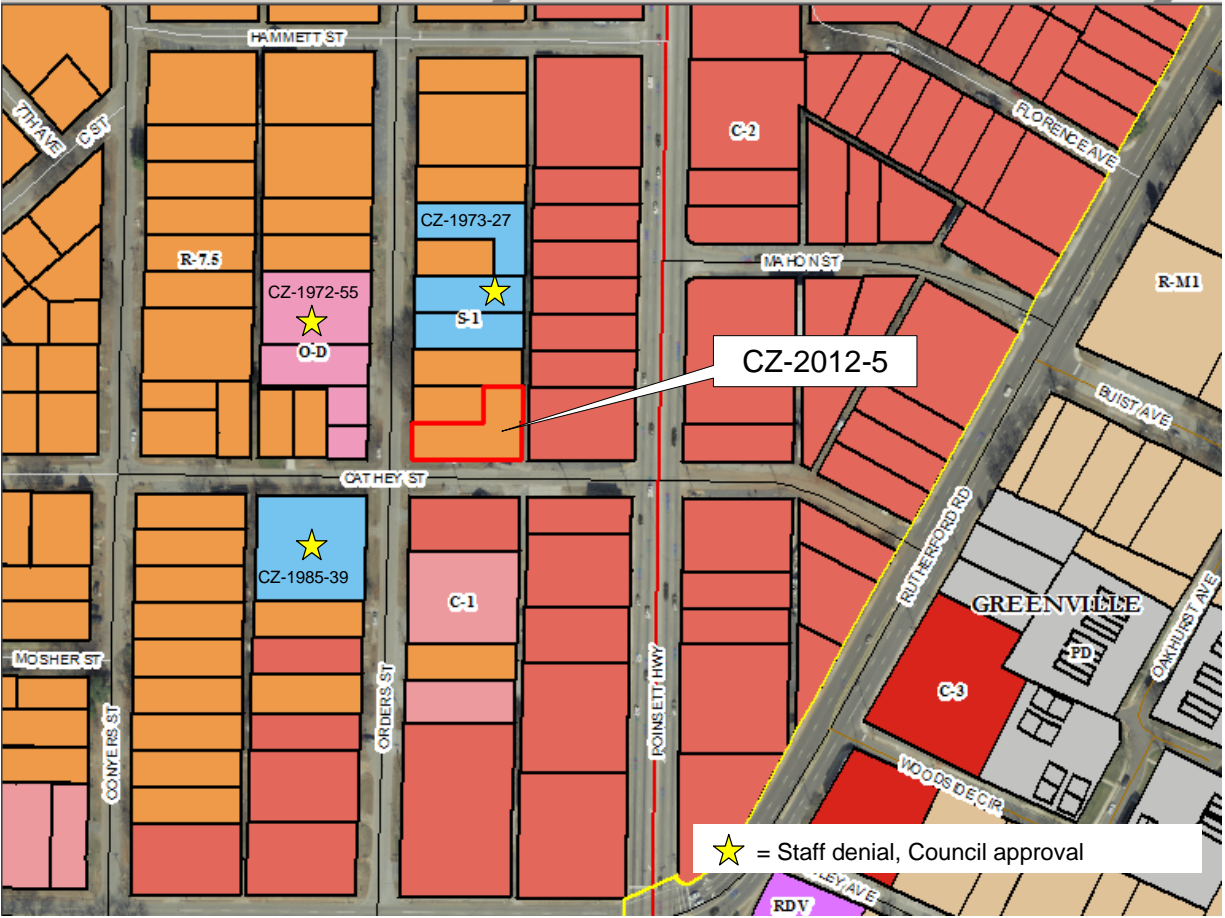 HAMMETT ST
7TH AVE
C ST
FLORENCE AVE
C-2
CZ-1973-27
R-7.5
MAHON ST
R-M1
CZ-1972-55
S-1
O-D
CZ-2012-5
BUIST AVE
CATHEY ST
RUTHERFORD RD
CZ-1985-39
C-1
GREENVILLE
OAKHURST AVE
MOSHER ST
PD
C-3
ORDERS ST
POINSETT HWY
CONYERS ST
WOODSIDE CIR
= Staff denial, Council approval
LEY AVE
RDV